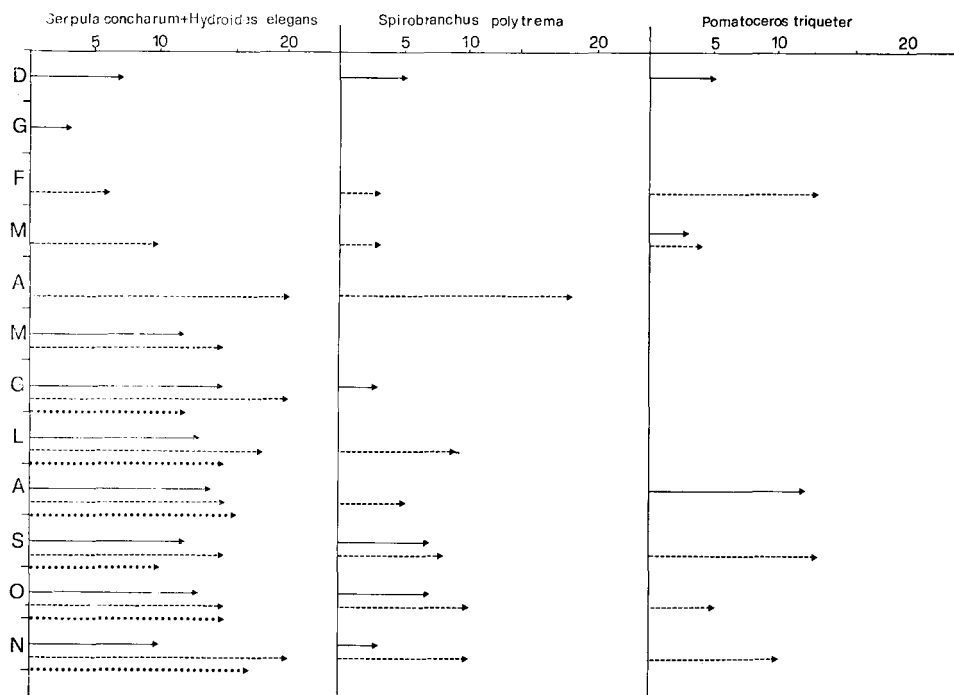 Serpula concharum+Hydroides elegans Spirobranchus polytrema Pomatoceros triqueter
5 10 20 5 10 20 5 10 20
D
G
F
M
A
M
G
L
A
S
O
N